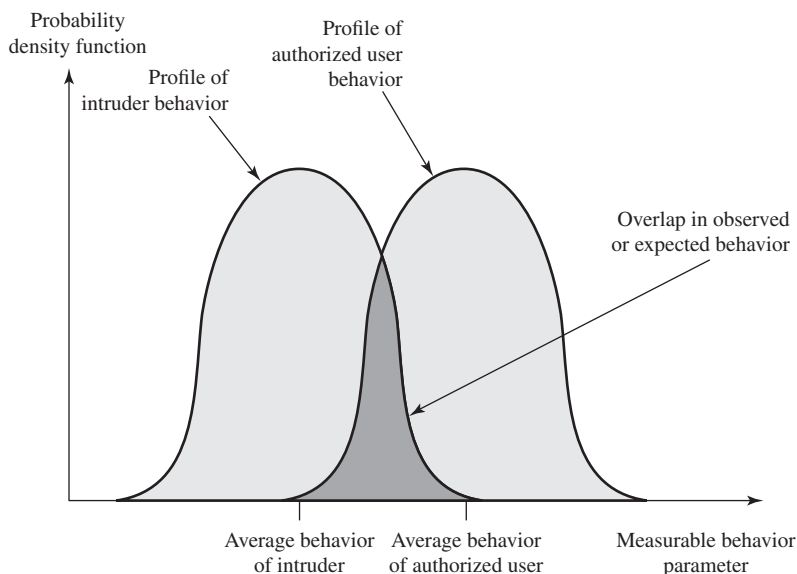 Probability
density function
Profile of
authorized user
behavior
Profile of
intruder behavior
Overlap in observed
or expected behavior
Average behavior
of intruder
Average behavior
of authorized user
Measurable behavior
parameter